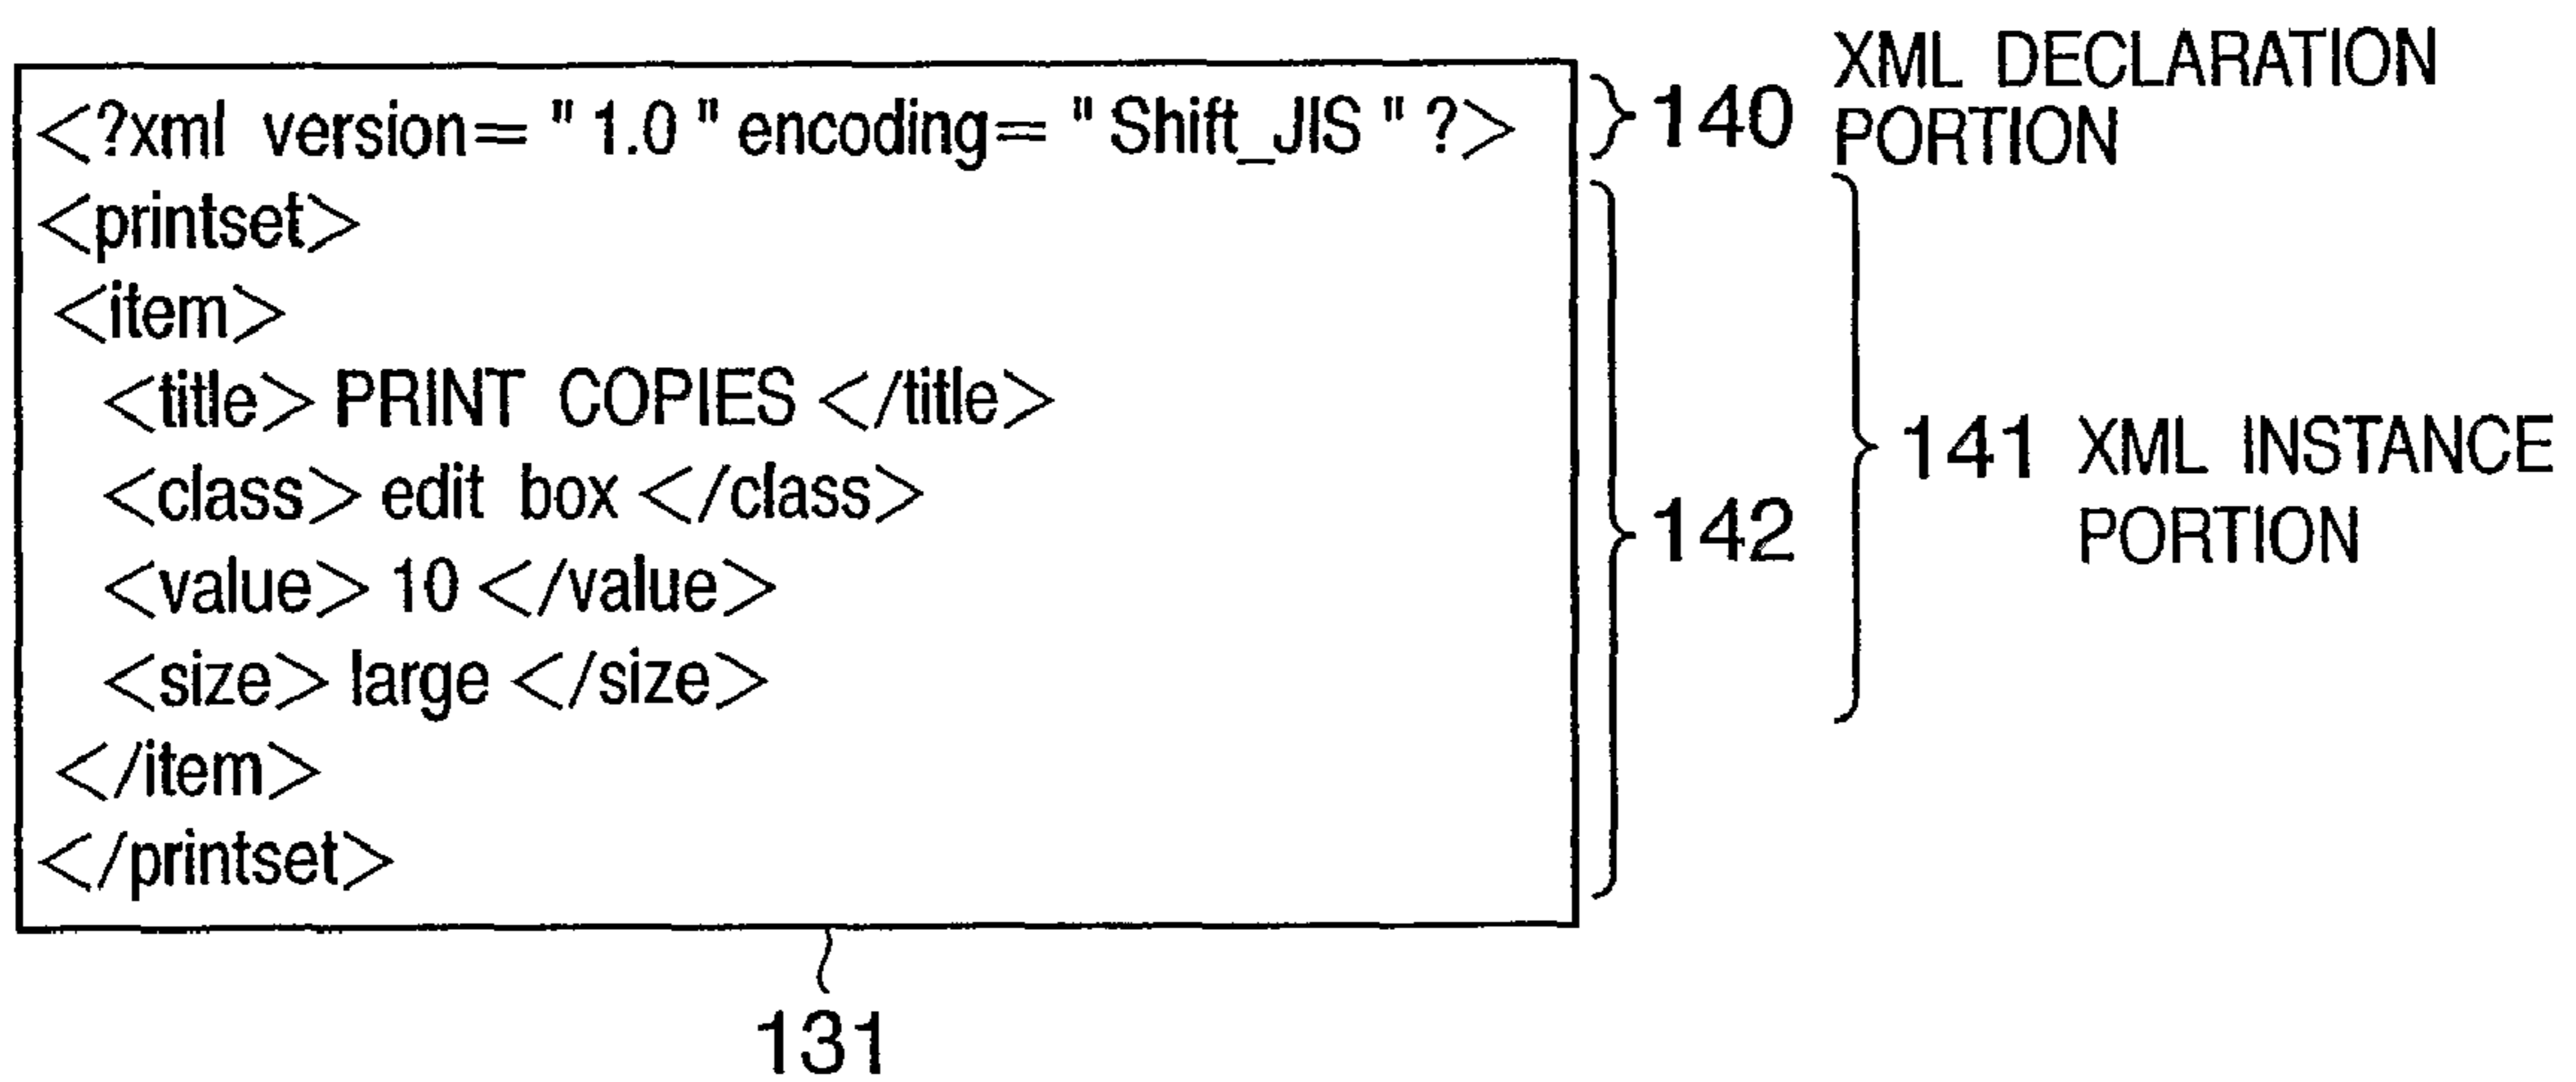 <?xml version=" 1.0 " encoding=" Shift_JIS " ?>
<printset>
<item>
<title> PRINT COPIES </title>
<class> edit box </class>
<value> 10 </value>
<size> large </size>
</item>
</printset>
140 XML DECLARATION
PORTION
141 XML INSTANCE
PORTION
142
131